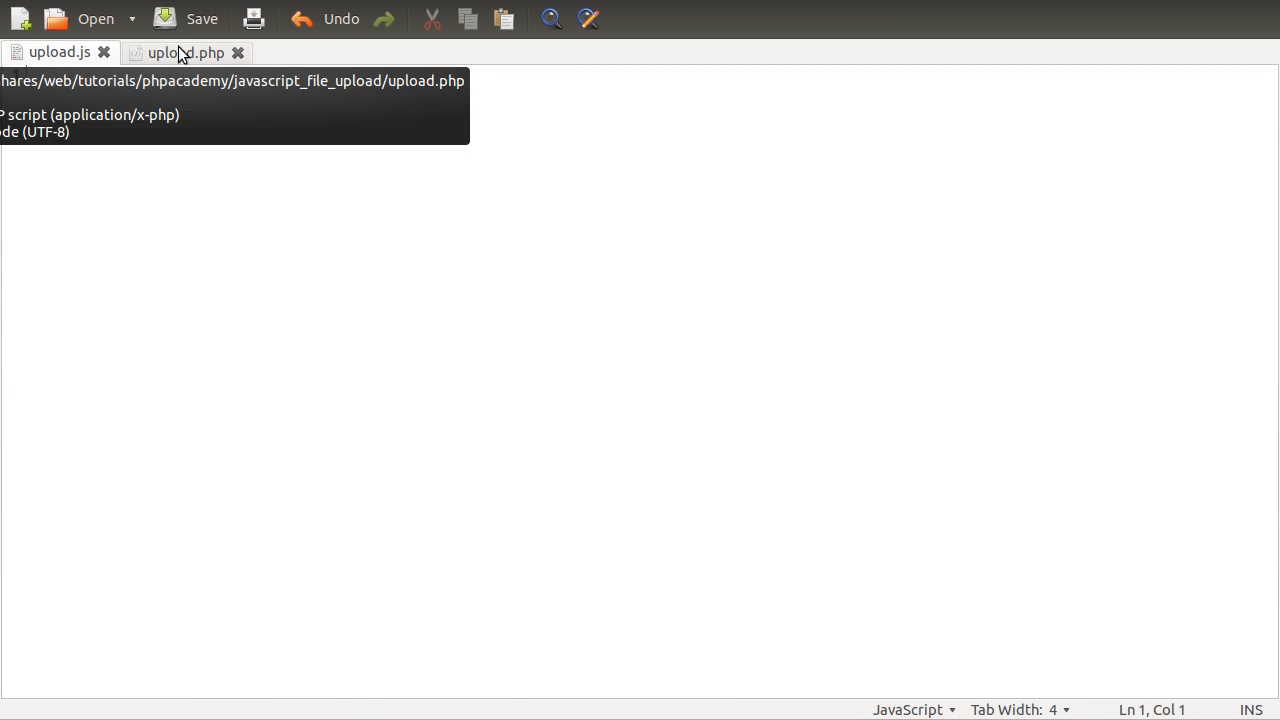 Open Save Undo
upload.js upload.php
hares/web/tutorials/phpacademy/javascript_file_upload/upload.php
P script (application/x-php)
ode (UTF-8)
JavaScript Tab Width: 4 Ln 1, Col 1 INS